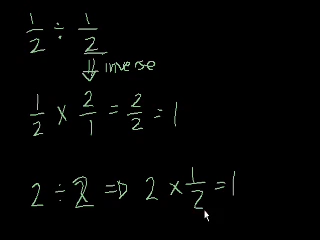 1/2 ÷ 1/2
⇓ inverse
1/2 × 2/1 = 2/2 = 1
2 ÷ 2 ⇒ 2 × 1/2 = 1